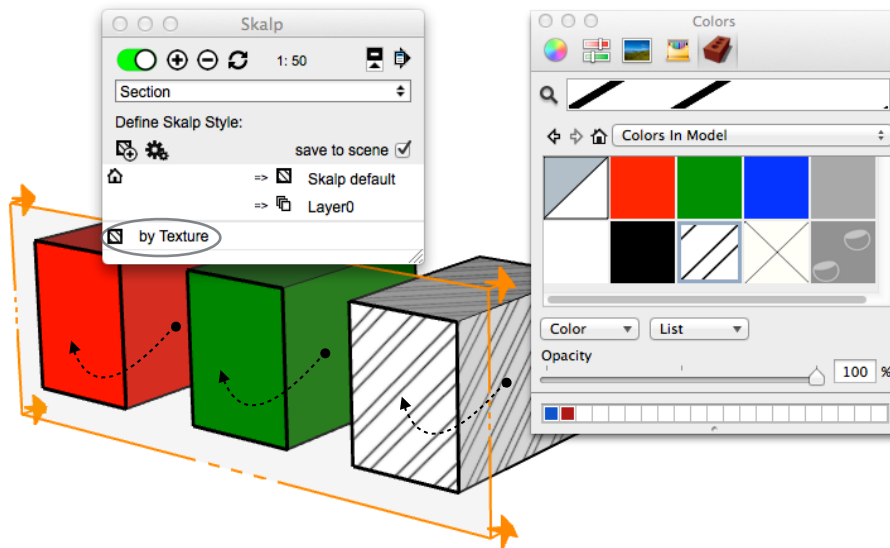 Skalp
1: 50
Section
Define Skalp Style:
save to scene
=> Skalp default
=> Layer0
by Texture
Colors
Colors In Model
Color
List
Opacity
100 %